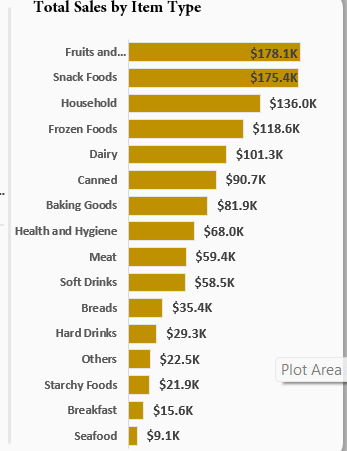 Total Sales by Item Type
Fruits and... $178.1K
Snack Foods $175.4K
Household $136.0K
Frozen Foods $118.6K
Dairy $101.3K
Canned $90.7K
Baking Goods $81.9K
Health and Hygiene $68.0K
Meat $59.4K
Soft Drinks $58.5K
Breads $35.4K
Hard Drinks $29.3K
Others $22.5K
Plot Area
Starchy Foods $21.9K
Breakfast $15.6K
Seafood $9.1K